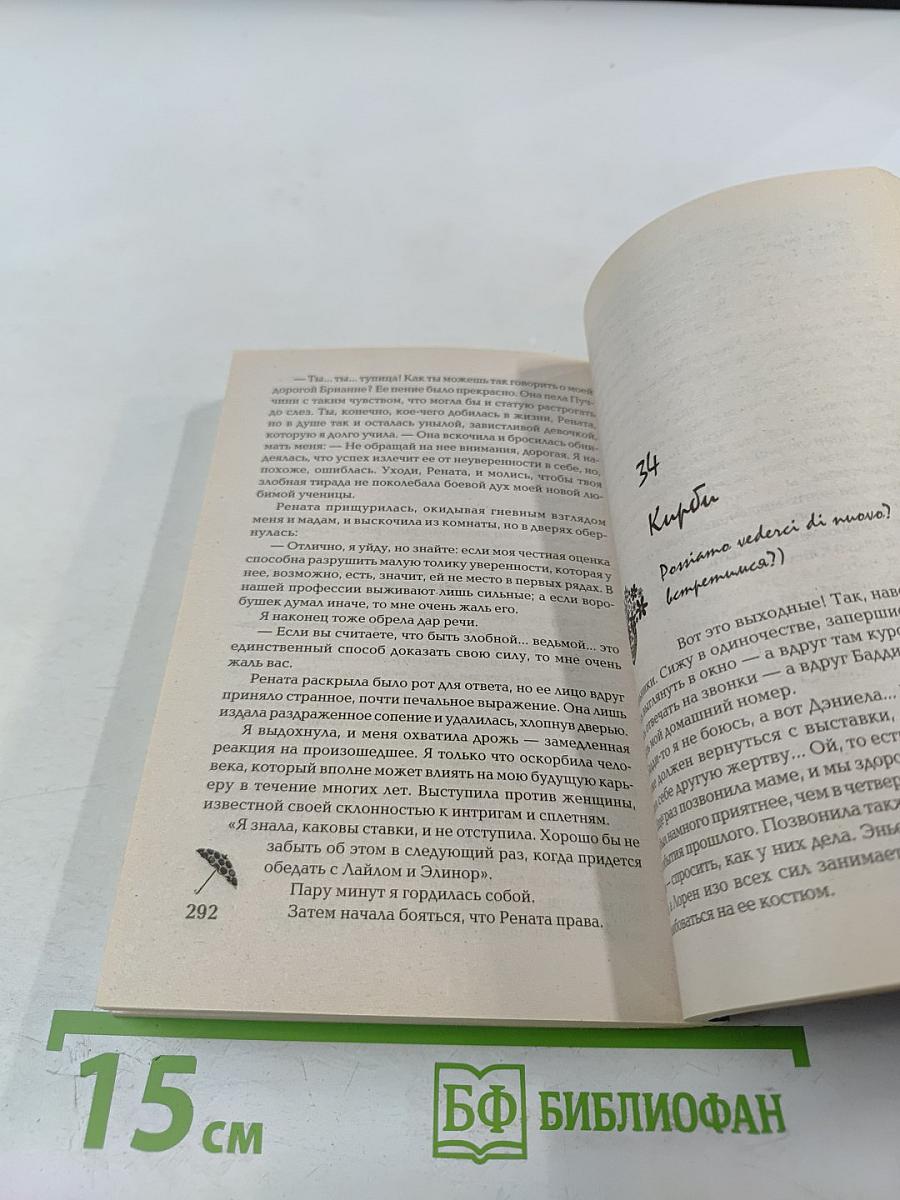 — Ты... ты... тупица! Как ты можешь так говорить о моей
дорогой Брианне? Ее пение было прекрасно. Она пела Пуч-
чини с таким чувством, что могла бы и статую растрогать
до слез. Ты, конечно, кое-чего добилась в жизни, Рената,
но в душе так и осталась унылой, завистливой девочкой,
которую я долго учила. — Она вскочила и бросилась обни-
мать меня: — Не обращай на нее внимания, дорогая. Я на-
деялась, что успех излечит ее от неуверенности в себе, но,
похоже, ошиблась. Уходи, Рената, и молись, чтобы твоя
злобная тирада не поколебала боевой дух моей новой лю-
бимой ученицы.
Рената прищурилась, окидывая гневным взглядом
меня и мадам, и выскочила из комнаты, но в дверях обер-
нулась:
— Отлично, я уйду, но знайте: если моя честная оценка
способна разрушить малую толику уверенности, которая у
нее, возможно, есть, значит, ей не место в первых рядах. В
нашей профессии выживают лишь сильные; а если воро-
бушек думал иначе, то мне очень жаль его.
Я наконец тоже обрела дар речи.
— Если вы считаете, что быть злобной... ведьмой... это
единственный способ доказать свою силу, то мне очень
жаль вас.
Рената раскрыла было рот для ответа, но ее лицо вдруг
приняло странное, почти печальное выражение. Она лишь
издала раздраженное сопение и удалилась, хлопнув дверью.
Я выдохнула, и меня охватила дрожь — замедленная
реакция на произошедшее. Я только что оскорбила чело-
века, который вполне может влиять на мою будущую карь-
еру в течение многих лет. Выступила против женщины,
известной своей склонностью к интригам и сплетням.
«Я знала, каковы ставки, и не отступила. Хорошо бы не
забыть об этом в следующий раз, когда придется
обедать с Лайлом и Элинор».
Пару минут я гордилась собой.
Затем начала бояться, что Рената права.
292
34
Кирби
Possiamo vederci di nuovo?
встретимся?)
Вот это выходные! Так, наво
Сижу в одиночестве, запершис
выглянуть в окно — а вдруг там курс
отвечать на звонки — а вдруг Бадди
мой домашний номер.
я не боюсь, а вот Дэниела...
должен вернуться с выставки,
себе другую жертву... Ой, то есть
раз позвонила маме, и мы здоро
намного приятнее, чем в четвер
прошлого. Позвонила такж
— спросить, как у них дела. Энье
Лорен изо всех сил занимает
на ее костюм.
15 см
БФ БИБЛИОФАН